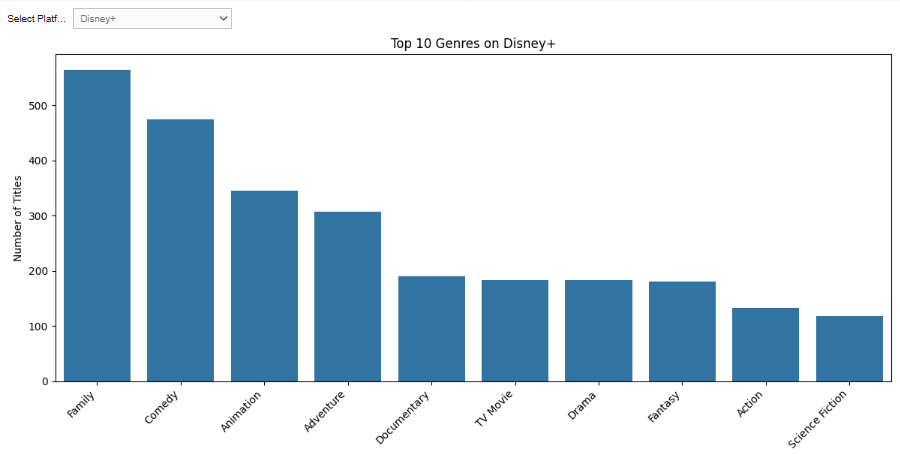 Select Platf...
Disney+
Top 10 Genres on Disney+
Number of Titles
500
400
300
200
100
0
Family
Comedy
Animation
Adventure
Documentary
TV Movie
Drama
Fantasy
Action
Science Fiction